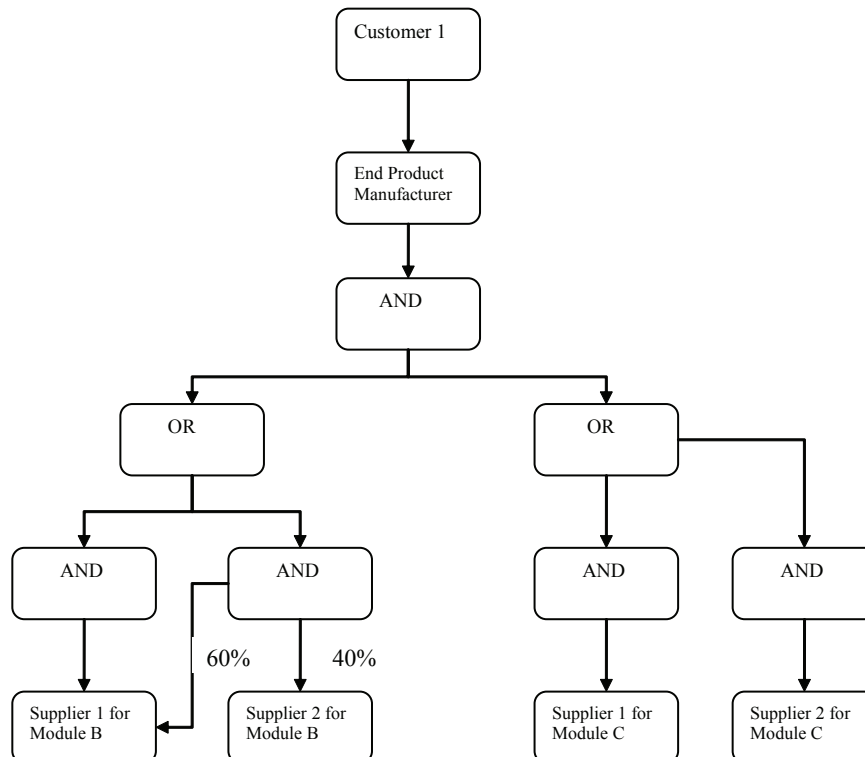 Customer 1
End Product
Manufacturer
AND
OR
OR
AND
AND
AND
AND
60%
40%
Supplier 1 for
Module B
Supplier 2 for
Module B
Supplier 1 for
Module C
Supplier 2 for
Module C